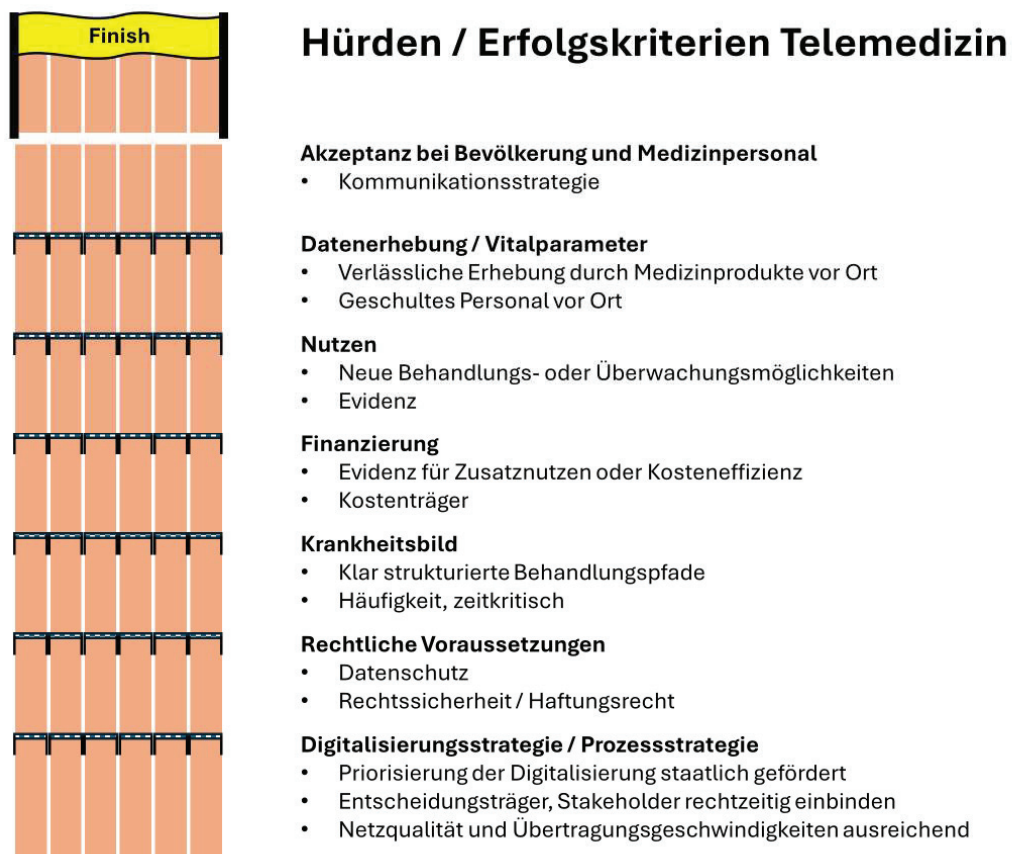 Finish
Hürden / Erfolgskriterien Telemedizin
Akzeptanz bei Bevölkerung und Medizinpersonal
• Kommunikationsstrategie
Datenerhebung / Vitalparameter
• Verlässliche Erhebung durch Medizinprodukte vor Ort
• Geschultes Personal vor Ort
Nutzen
• Neue Behandlungs- oder Überwachungsmöglichkeiten
• Evidenz
Finanzierung
• Evidenz für Zusatznutzen oder Kosteneffizienz
• Kostenträger
Krankheitsbild
• Klar strukturierte Behandlungspfade
• Häufigkeit, zeitkritisch
Rechtliche Voraussetzungen
• Datenschutz
• Rechtssicherheit / Haftungsrecht
Digitalisierungsstrategie / Prozessstrategie
• Priorisierung der Digitalisierung staatlich gefördert
• Entscheidungsträger, Stakeholder rechtzeitig einbinden
• Netzqualität und Übertragungsgeschwindigkeiten ausreichend